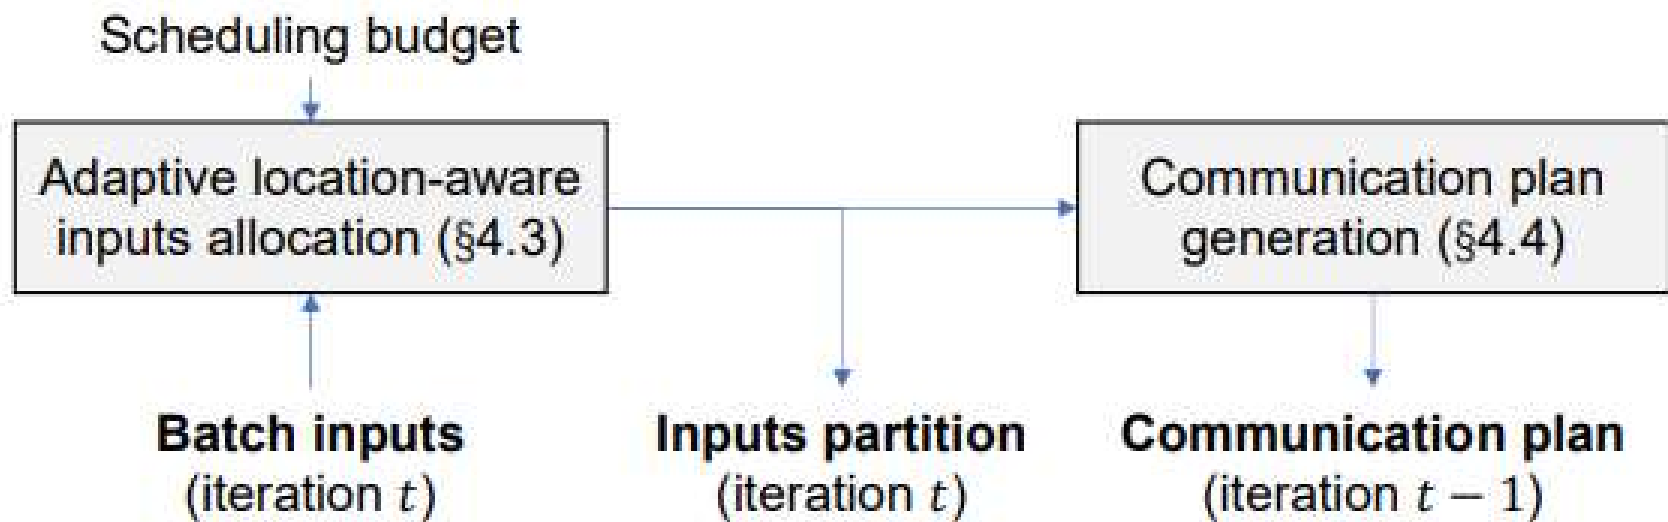 Scheduling budget
Adaptive location-aware
inputs allocation (§4.3)
Communication plan
generation (§4.4)
Batch inputs
(iteration t)
Inputs partition
(iteration t)
Communication plan
(iteration t − 1)